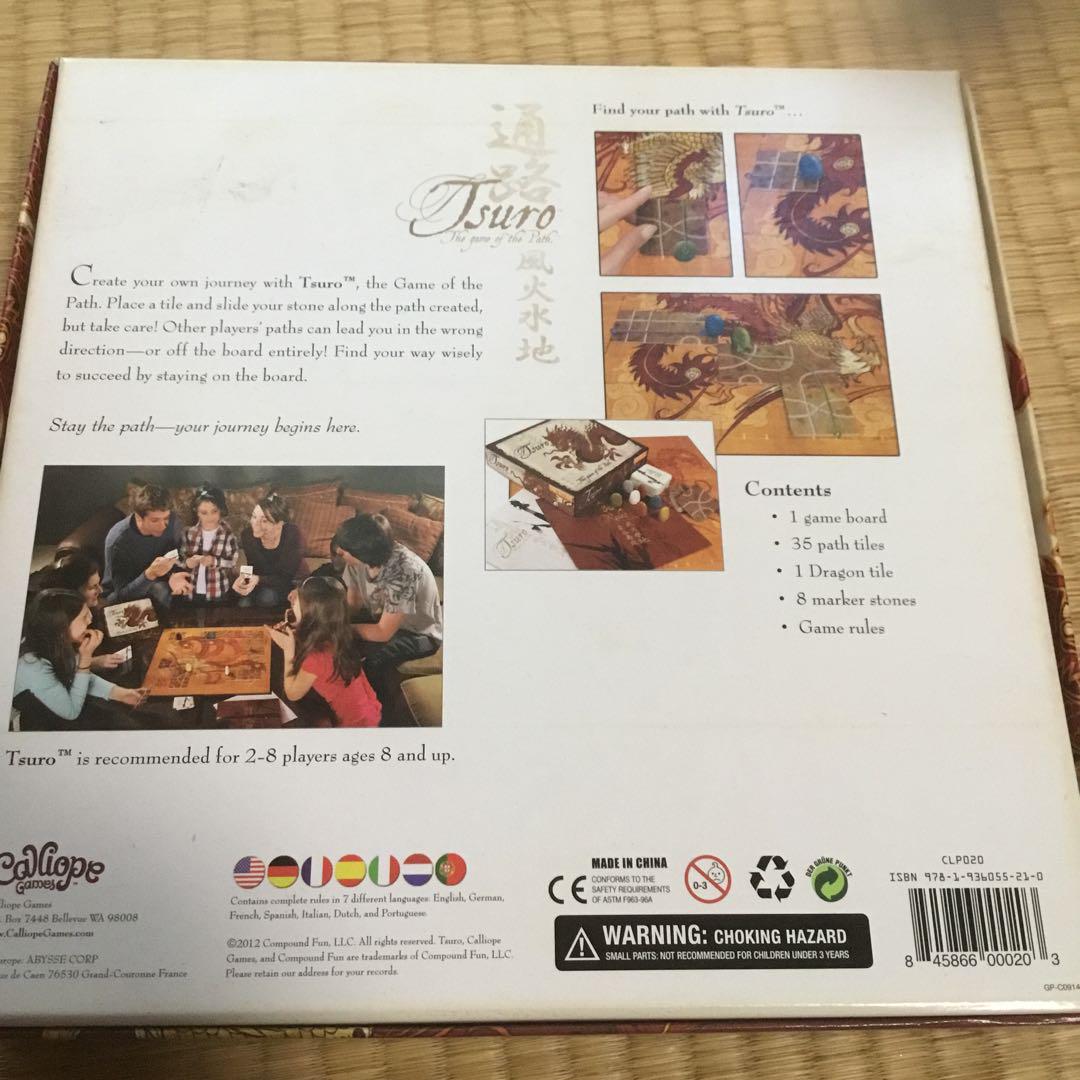 通
路
Tsuro
The game of the Path.
風
火
水
地
Find your path with Tsuro™...
Create your own journey with Tsuro™, the Game of the
Path. Place a tile and slide your stone along the path created,
but take care! Other players' paths can lead you in the wrong
direction—or off the board entirely! Find your way wisely
to succeed by staying on the board.
Stay the path—your journey begins here.
Tsuro
Tsuro
Contents
• 1 game board
• 35 path tiles
• 1 Dragon tile
• 8 marker stones
• Game rules
Tsuro™ is recommended for 2-8 players ages 8 and up.
Calliope
Games™
lliope Games
. Box 7448 Bellevue WA 98008
w.CalliopeGames.com
urope: ABYSSE CORP
ue de Caen 76530 Grand-Couronne France
Contains complete rules in 7 different languages: English, German,
French, Spanish, Italian, Dutch, and Portuguese.
©2012 Compound Fun, LLC. All rights reserved. Tsuro, Calliope
Games, and Compound Fun are trademarks of Compound Fun, LLC.
Please retain our address for your records.
MADE IN CHINA
CE
CONFORMS TO THE
SAFETY REQUIREMENTS
OF ASTM F963-96A
0-3
DER GRÜNE PUNKT
WARNING: CHOKING HAZARD
SMALL PARTS: NOT RECOMMENDED FOR CHILDREN UNDER 3 YEARS
CLP020
ISBN 978-1-936055-21-0
8 45866 00020 3
GP-C0914